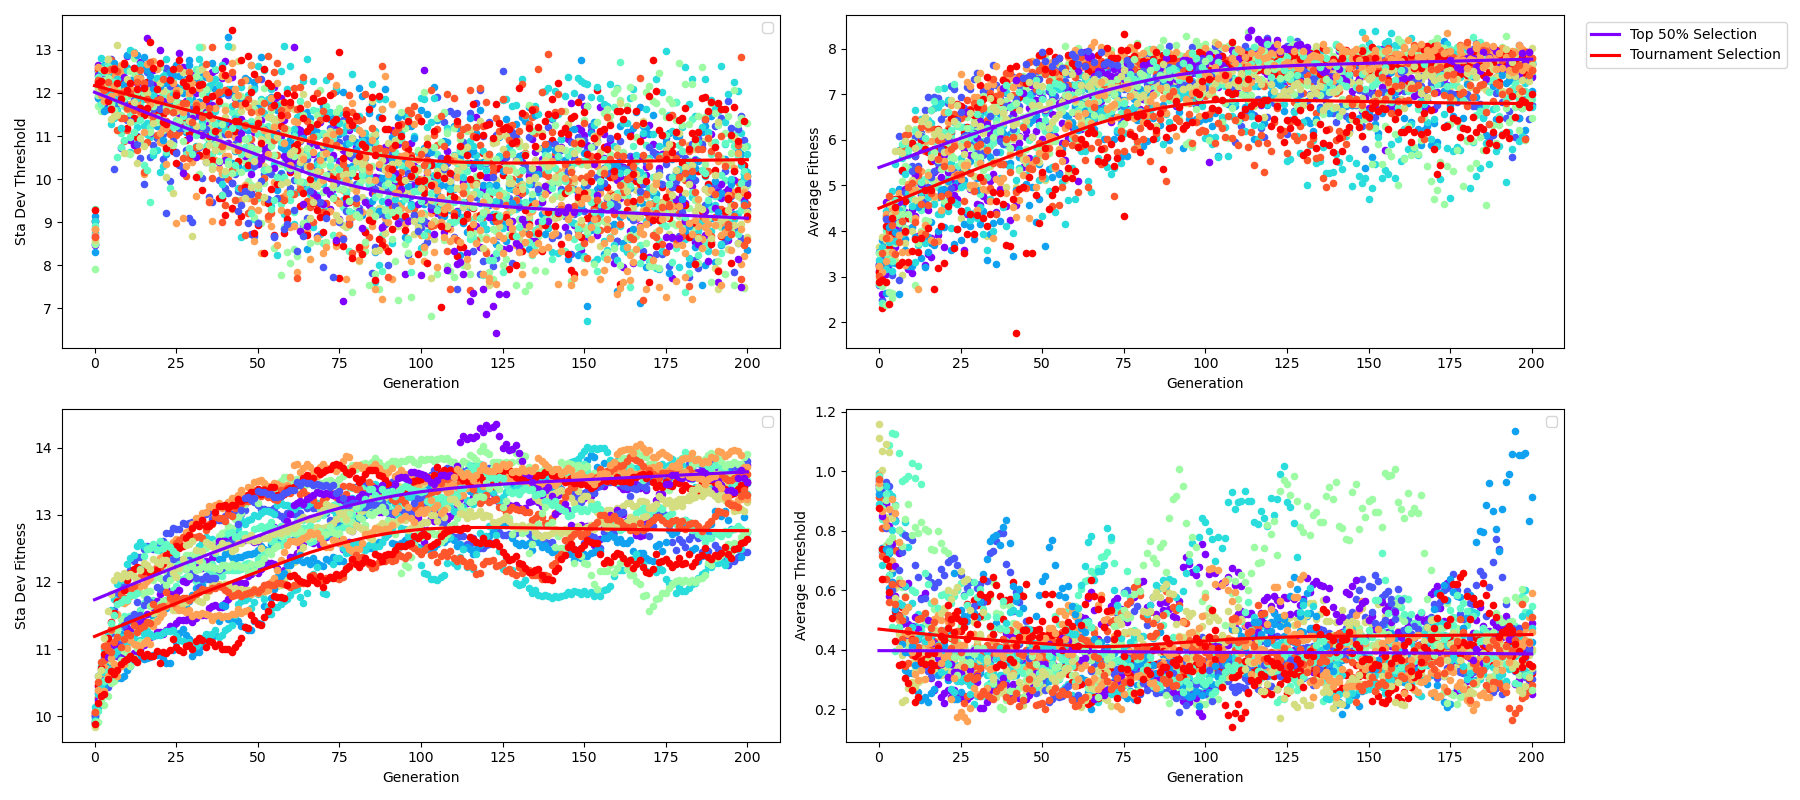 13
12
11
10
9
8
7
Sta Dev Threshold
0 25 50 75 100 125 150 175 200
Generation
8
7
6
5
4
3
2
Average Fitness
0 25 50 75 100 125 150 175 200
Generation
Top 50% Selection
Tournament Selection
14
13
12
11
10
Sta Dev Fitness
0 25 50 75 100 125 150 175 200
Generation
1.2
1.0
0.8
0.6
0.4
0.2
Average Threshold
0 25 50 75 100 125 150 175 200
Generation